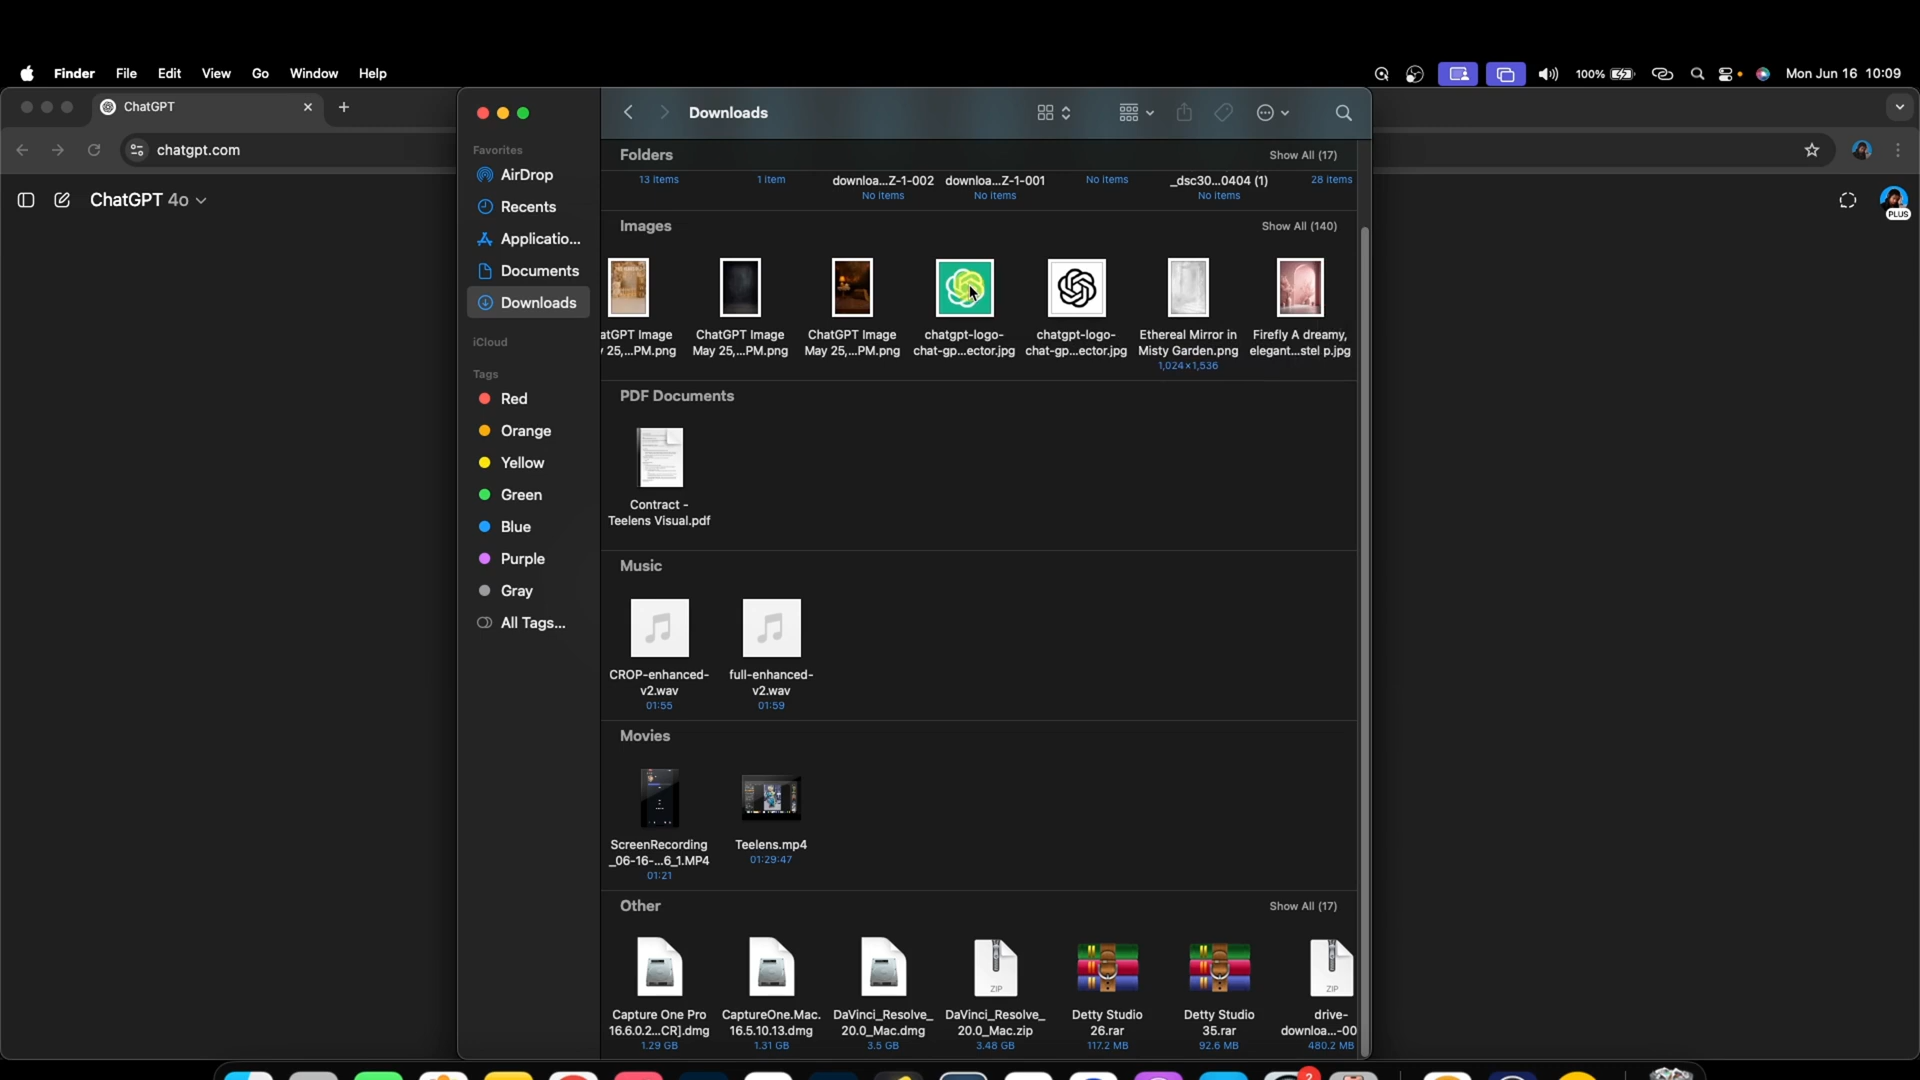 Finder File Edit View Go Window Help
100%
Mon Jun 16 10:09
ChatGPT
chatgpt.com
ChatGPT 4o
PLUS
Favorites
AirDrop
Recents
Applicatio...
Documents
Downloads
iCloud
Tags
Red
Orange
Yellow
Green
Blue
Purple
Gray
All Tags...
Downloads
Folders
Show All (17)
13 items
1 item
downloa...Z-1-002
No items
downloa...Z-1-001
No items
No items
_dsc30...0404 (1)
No items
28 items
Images
Show All (140)
atGPT Image
25,...PM.png
ChatGPT Image
May 25,...PM.png
ChatGPT Image
May 25,...PM.png
chatgpt-logo-
chat-gp...ector.jpg
chatgpt-logo-
chat-gp...ector.jpg
Ethereal Mirror in
Misty Garden.png
1,024×1,536
Firefly A dreamy,
elegant...stel p.jpg
PDF Documents
Contract -
Teelens Visual.pdf
Music
CROP-enhanced-
v2.wav
01:55
full-enhanced-
v2.wav
01:59
Movies
ScreenRecording
_06-16-...6_1.MP4
01:21
Teelens.mp4
01:29:47
Other
Show All (17)
Capture One Pro
16.6.0.2...CR].dmg
1.29 GB
CaptureOne.Mac.
16.5.10.13.dmg
1.31 GB
DaVinci_Resolve_
20.0_Mac.dmg
3.5 GB
ZIP
DaVinci_Resolve_
20.0_Mac.zip
3.48 GB
Detty Studio
26.rar
117.2 MB
Detty Studio
35.rar
92.6 MB
ZIP
drive-
downloa...-00
480.2 MB
2